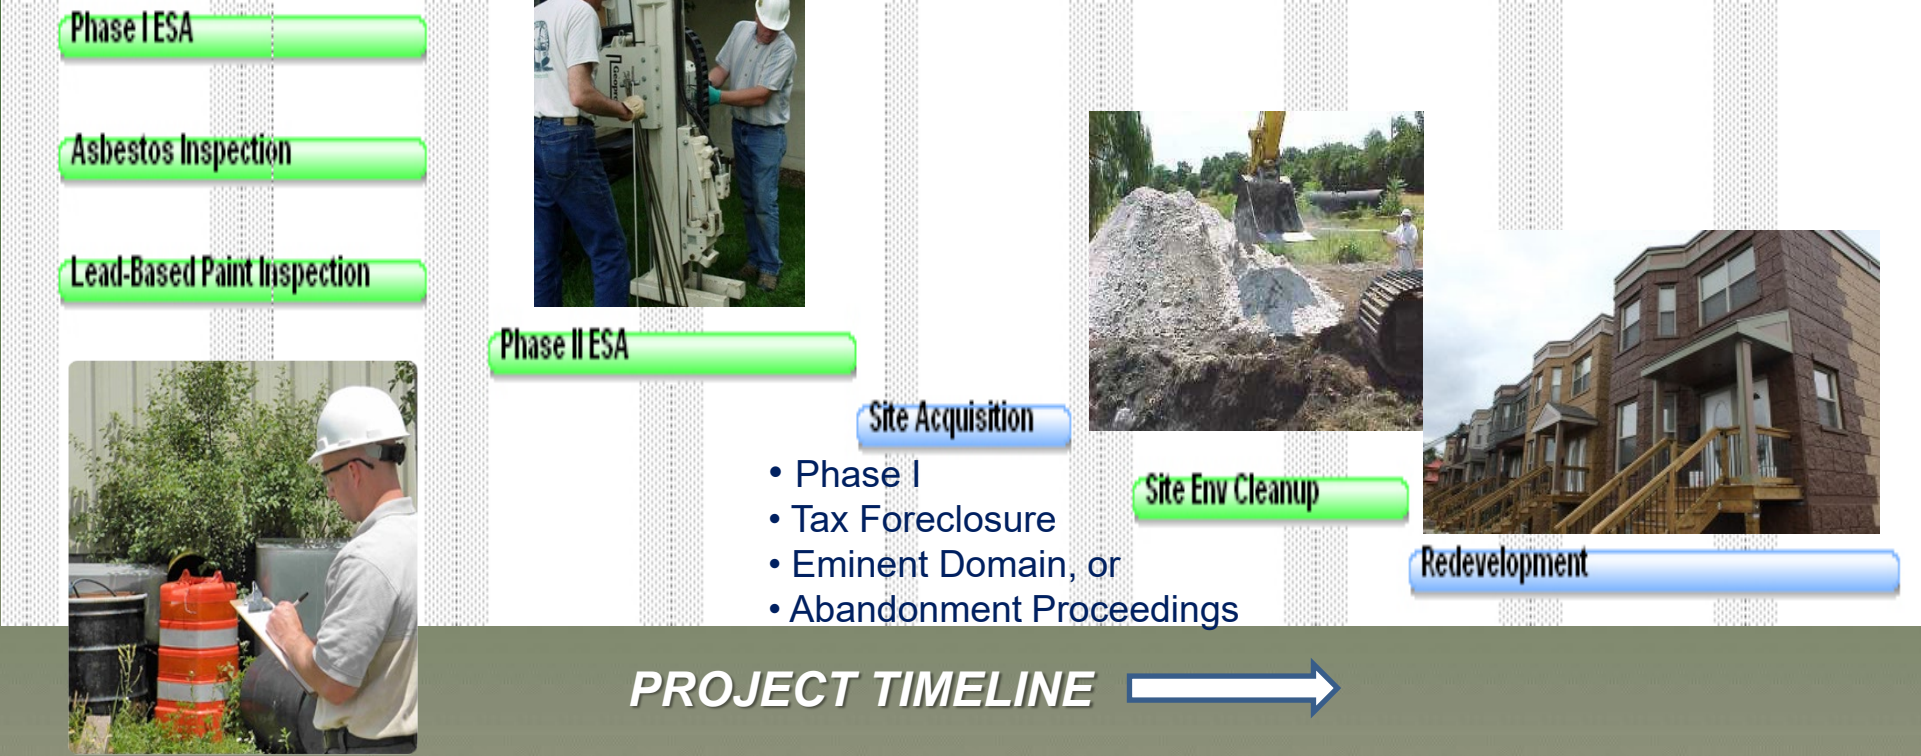 Phase I ESA
Asbestos Inspection
Lead-Based Paint Inspection
Geopro
Phase II ESA
Site Acquisition
• Phase I
• Tax Foreclosure
• Eminent Domain, or
• Abandonment Proceedings
Site Env Cleanup
Redevelopment
PROJECT TIMELINE